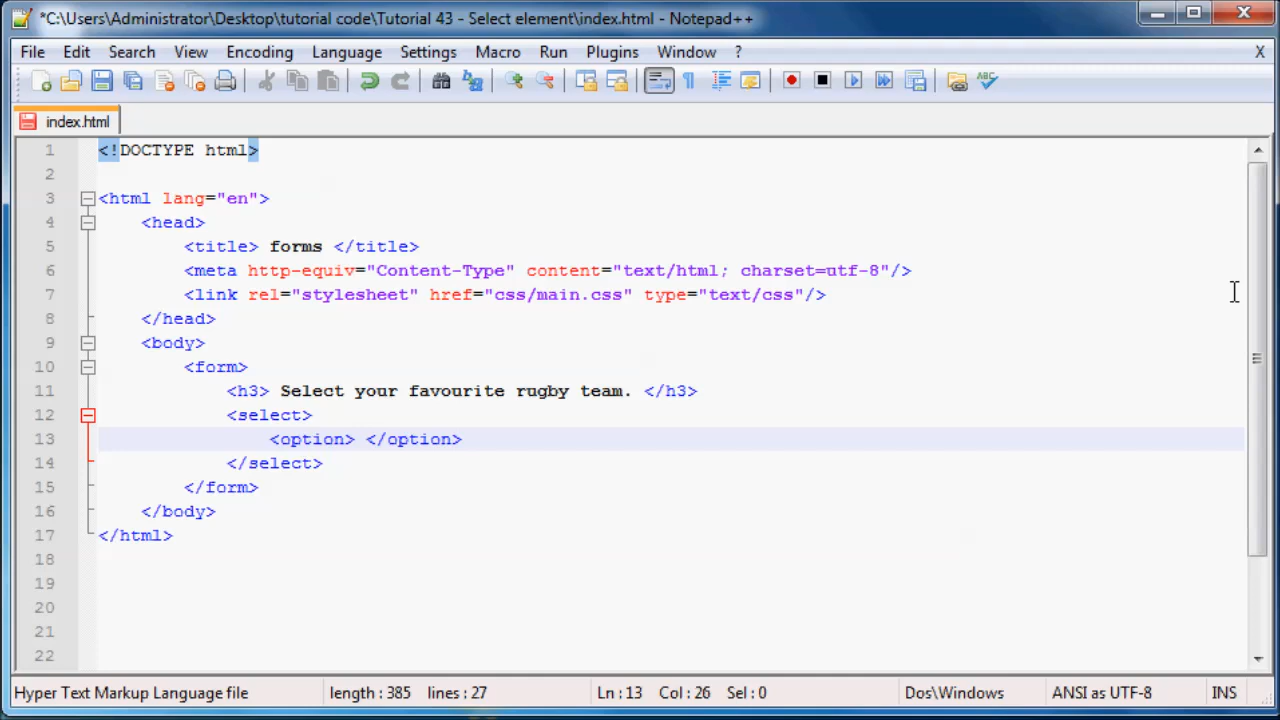 *C:\Users\Administrator\Desktop\tutorial code\Tutorial 43 - Select element\index.html - Notepad++
File Edit Search View Encoding Language Settings Macro Run Plugins Window ? X
ABC
index.html
1 <!DOCTYPE html>
2
3 <html lang="en">
4 <head>
5 <title> forms </title>
6 <meta http-equiv="Content-Type" content="text/html; charset=utf-8"/>
7 <link rel="stylesheet" href="css/main.css" type="text/css"/>
8 </head>
9 <body>
10 <form>
11 <h3> Select your favourite rugby team. </h3>
12 <select>
13 <option> </option>
14 </select>
15 </form>
16 </body>
17 </html>
18
19
20
21
22
Hyper Text Markup Language file length : 385 lines : 27 Ln : 13 Col : 26 Sel : 0 Dos\Windows ANSI as UTF-8 INS